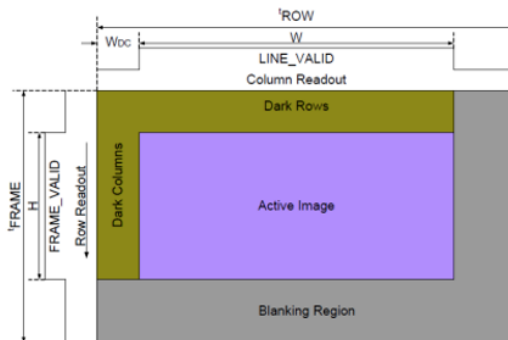 tROW
WDC
W
LINE_VALID
Column Readout
Dark Rows
Dark Columns
Active Image
Blanking Region
tFRAME
H
FRAME_VALID
Row Readout